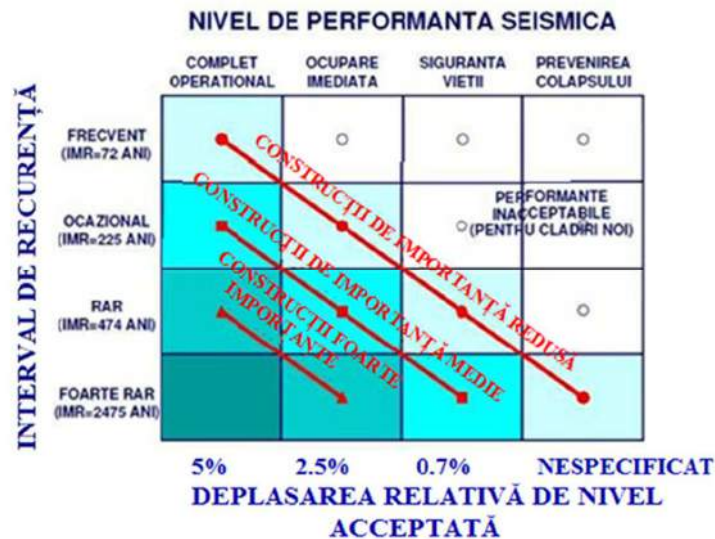 NIVEL DE PERFORMANTA SEISMICA
COMPLET OPERATIONAL
OCUPARE IMEDIATA
SIGURANTA VIETII
PREVENIREA COLAPSULUI
INTERVAL DE RECURENȚĂ
FRECVENT
(IMR=72 ANI)
OCAZIONAL
(IMR=225 ANI)
RAR
(IMR=474 ANI)
FOARTE RAR
(IMR=2475 ANI)
CONSTRUCȚII DE IMPORTANȚĂ REDUSĂ
CONSTRUCȚII DE IMPORTANȚĂ MEDIE
CONSTRUCȚII FOARTE
IMPORTANTE
PERFORMANTE
INACCEPTABILE
(PENTRU CLADIRI NOI)
5% 2.5% 0.7% NESPECIFICAT
DEPLASAREA RELATIVĂ DE NIVEL
ACCEPTATĂ